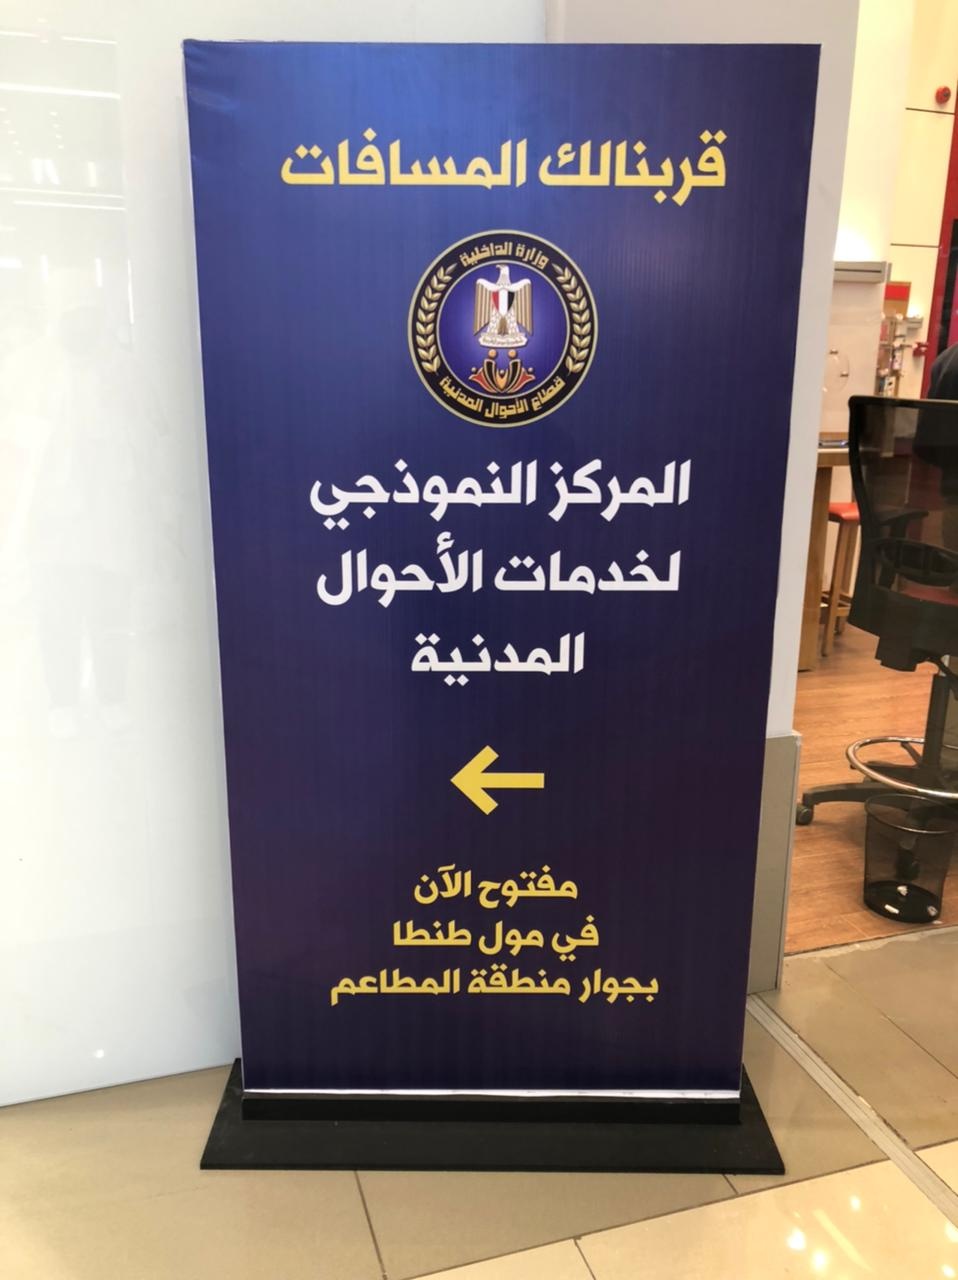 قربنالك المسافات
وزارة الداخلية
قطاع الأحوال المدنية
المركز النموذجي
لخدمات الأحوال
المدنية
مفتوح الآن
في مول طنطا
بجوار منطقة المطاعم